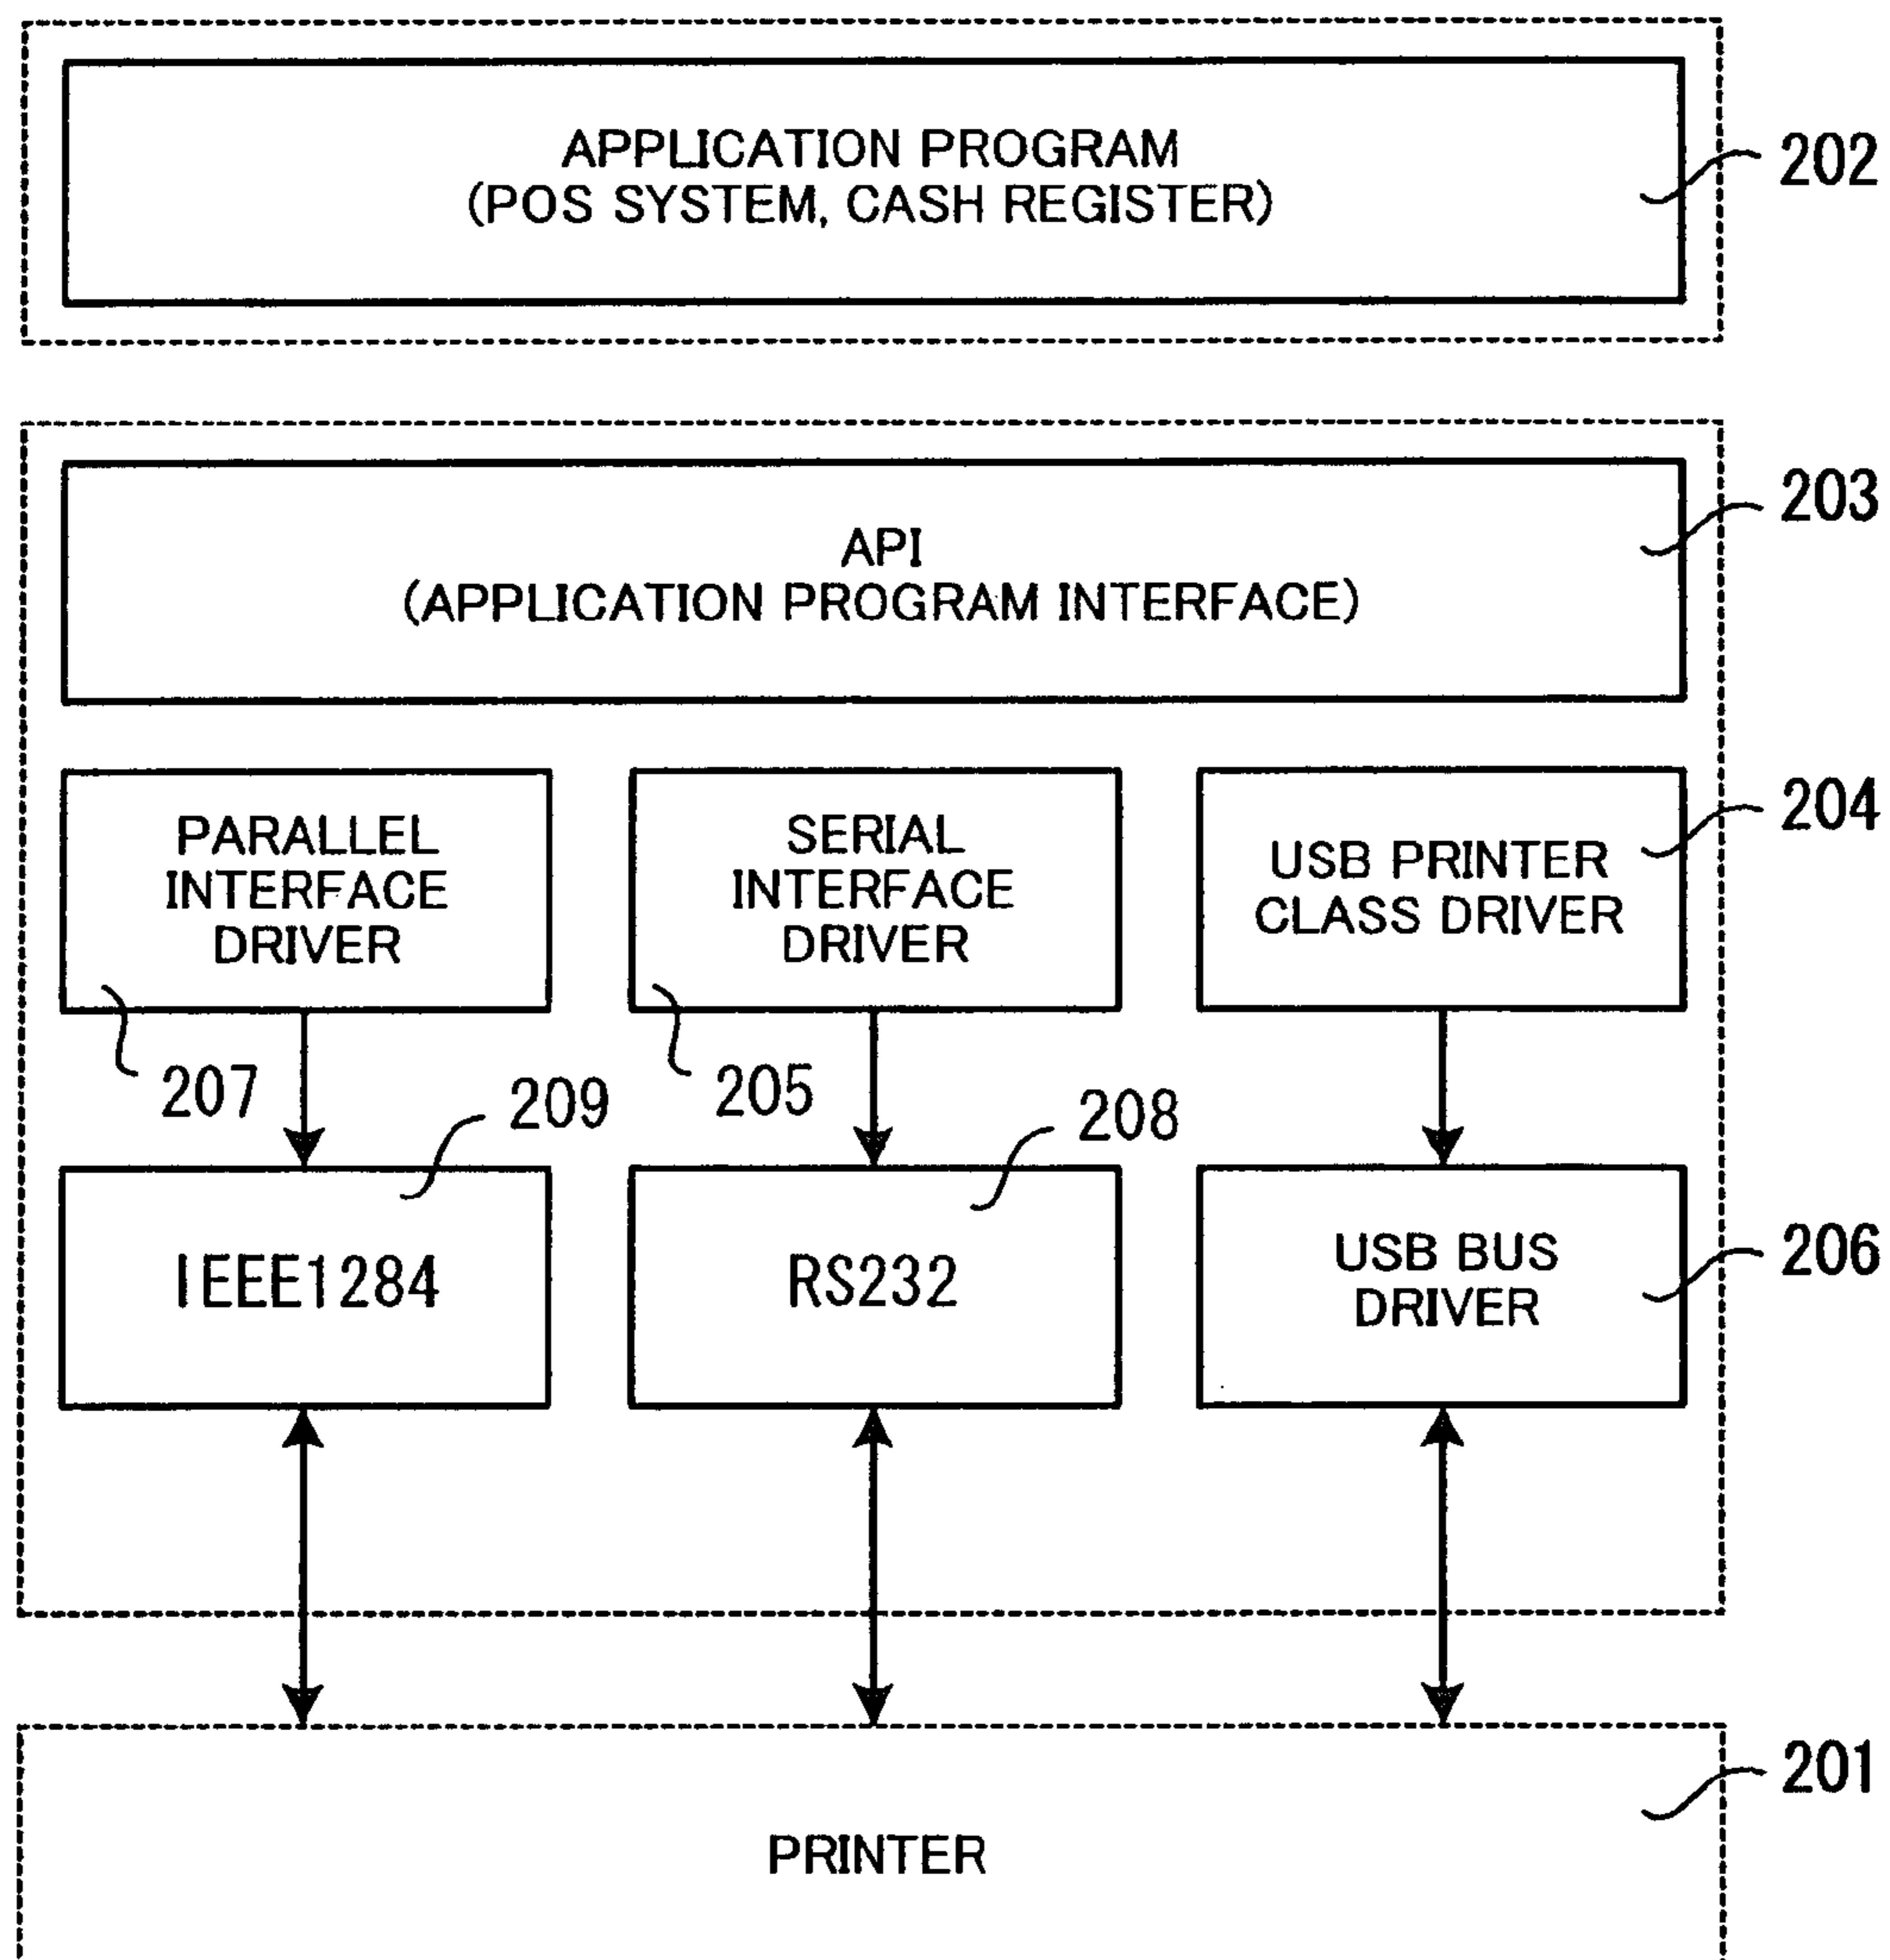 APPLICATION PROGRAM
(POS SYSTEM, CASH REGISTER)
202
API
(APPLICATION PROGRAM INTERFACE)
203
PARALLEL
INTERFACE
DRIVER
207
SERIAL
INTERFACE
DRIVER
205
USB PRINTER
CLASS DRIVER
204
209
IEEE1284
208
RS232
USB BUS
DRIVER
206
PRINTER
201